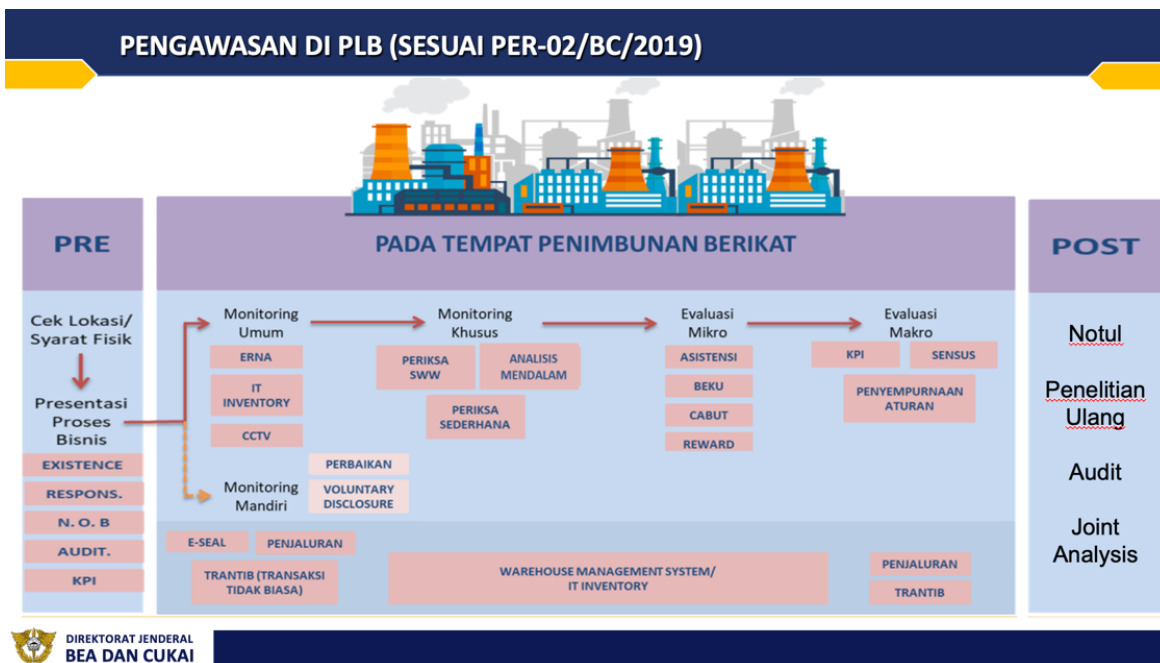 PENGAWASAN DI PLB (SESUAI PER-02/BC/2019)
PRE
PADA TEMPAT PENIMBUNAN BERIKAT
POST
Cek Lokasi/
Syarat Fisik
Presentasi
Proses
Bisnis
EXISTENCE
RESPONS.
N. O. B
AUDIT.
KPI
Monitoring
Umum
ERNA
IT
INVENTORY
CCTV
Monitoring
Mandiri
PERBAIKAN
VOLUNTARY
DISCLOSURE
Monitoring
Khusus
PERIKSA
SWW
ANALISIS
MENDALAM
PERIKSA
SEDERHANA
Evaluasi
Mikro
ASISTENSI
BEKU
CABUT
REWARD
Evaluasi
Makro
KPI
SENSUS
PENYEMPURNAAN
ATURAN
E-SEAL
PENJALURAN
TRANTIB (TRANSAKSI
TIDAK BIASA)
WAREHOUSE MANAGEMENT SYSTEM/
IT INVENTORY
PENJALURAN
TRANTIB
Notul
Penelitian
Ulang
Audit
Joint
Analysis
DIREKTORAT JENDERAL
BEA DAN CUKAI